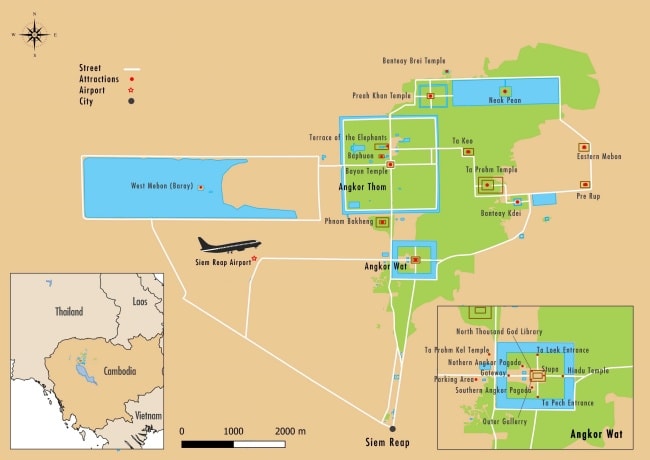 N
W E
S
Street
Attractions
Airport
City
Banteay Brei Temple
Preah Khan Temple
Neak Pean
Terrace of the Elephants
Ta Keo
Baphuon
Eastern Mebon
Bayon Temple
Ta Prohm Temple
West Mebon (Baray)
Angkor Thom
Pre Rup
Banteay Kdei
Phnom Bakheng
Siem Reap Airport
Angkor Wat
Thailand
Laos
Cambodia
Vietnam
North Thousand God Library
Ta Prohm Kel Temple
Ta Loek Entrance
Nothern Angkor Pagoda
Stupa
Gateway
Hindu Temple
Parking Area
Southern Angkor Pagoda
Ta Pech Entrance
Outer Gallerry
Angkor Wat
0 1000 2000 m
Siem Reap